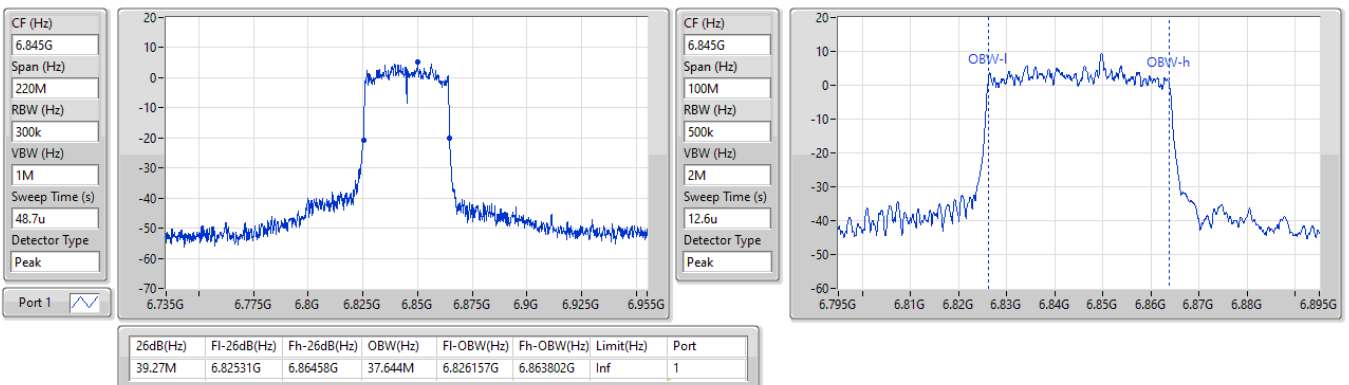 CF (Hz)
6.845G
Span (Hz)
220M
RBW (Hz)
300k
VBW (Hz)
1M
Sweep Time (s)
48.7u
Detector Type
Peak
Port 1
20
10
0
-10
-20
-30
-40
-50
-60
-70
6.735G 6.775G 6.8G 6.825G 6.85G 6.875G 6.9G 6.925G 6.955G
CF (Hz)
6.845G
Span (Hz)
100M
RBW (Hz)
500k
VBW (Hz)
2M
Sweep Time (s)
12.6u
Detector Type
Peak
20
10
0
-10
-20
-30
-40
-50
-60
OBW-l OBW-h
6.795G 6.81G 6.82G 6.83G 6.84G 6.85G 6.86G 6.87G 6.88G 6.895G
26dB(Hz) Fl-26dB(Hz) Fh-26dB(Hz) OBW(Hz) Fl-OBW(Hz) Fh-OBW(Hz) Limit(Hz) Port
39.27M 6.82531G 6.86458G 37.644M 6.826157G 6.863802G Inf 1